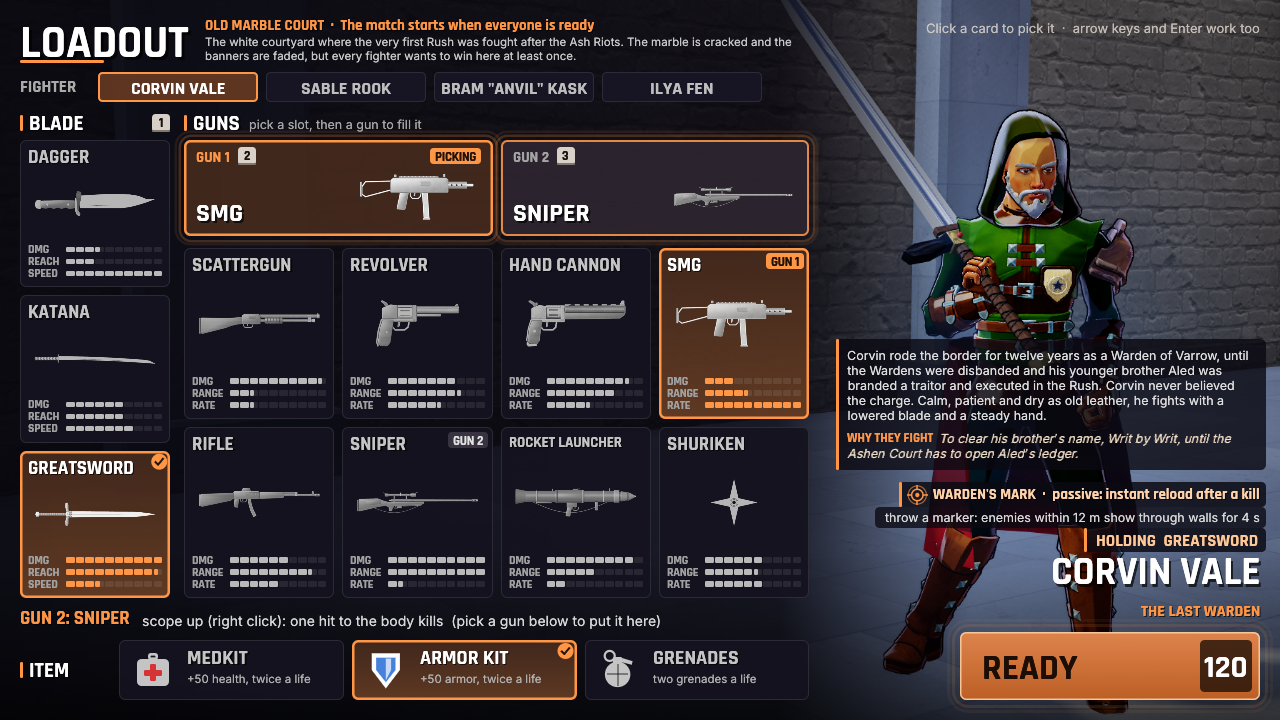 LOADOUT
OLD MARBLE COURT · The match starts when everyone is ready
The white courtyard where the very first Rush was fought after the Ash Riots. The marble is cracked and the
banners are faded, but every fighter wants to win here at least once.
Click a card to pick it · arrow keys and Enter work too
FIGHTER
CORVIN VALE
SABLE ROOK
BRAM "ANVIL" KASK
ILYA FEN
BLADE 1
GUNS pick a slot, then a gun to fill it
DAGGER
DMG
REACH
SPEED
KATANA
DMG
REACH
SPEED
GREATSWORD
DMG
REACH
SPEED
GUN 1 2 PICKING
SMG
GUN 2 3
SNIPER
SCATTERGUN
DMG
RANGE
RATE
REVOLVER
DMG
RANGE
RATE
HAND CANNON
DMG
RANGE
RATE
SMG GUN 1
DMG
RANGE
RATE
RIFLE
DMG
RANGE
RATE
SNIPER GUN 2
DMG
RANGE
RATE
ROCKET LAUNCHER
DMG
RANGE
RATE
SHURIKEN
DMG
RANGE
RATE
GUN 2: SNIPER scope up (right click): one hit to the body kills (pick a gun below to put it here)
ITEM
MEDKIT
+50 health, twice a life
ARMOR KIT
+50 armor, twice a life
GRENADES
two grenades a life
Corvin rode the border for twelve years as a Warden of Varrow, until
the Wardens were disbanded and his younger brother Aled was
branded a traitor and executed in the Rush. Corvin never believed
the charge. Calm, patient and dry as old leather, he fights with a
lowered blade and a steady hand.
WHY THEY FIGHT To clear his brother's name, Writ by Writ, until the
Ashen Court has to open Aled's ledger.
WARDEN'S MARK · passive: instant reload after a kill
throw a marker: enemies within 12 m show through walls for 4 s
HOLDING GREATSWORD
CORVIN VALE
THE LAST WARDEN
READY 120